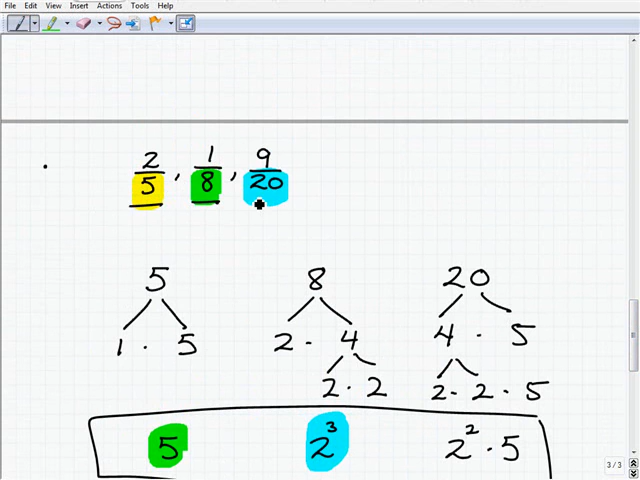 File Edit View Insert Actions Tools Help
2/5 , 1/8 , 9/20
5 8 20
1 · 5 2 · 4 4 · 5
2 · 2 2 · 2 · 5
5 2³ 2² · 5
3/3